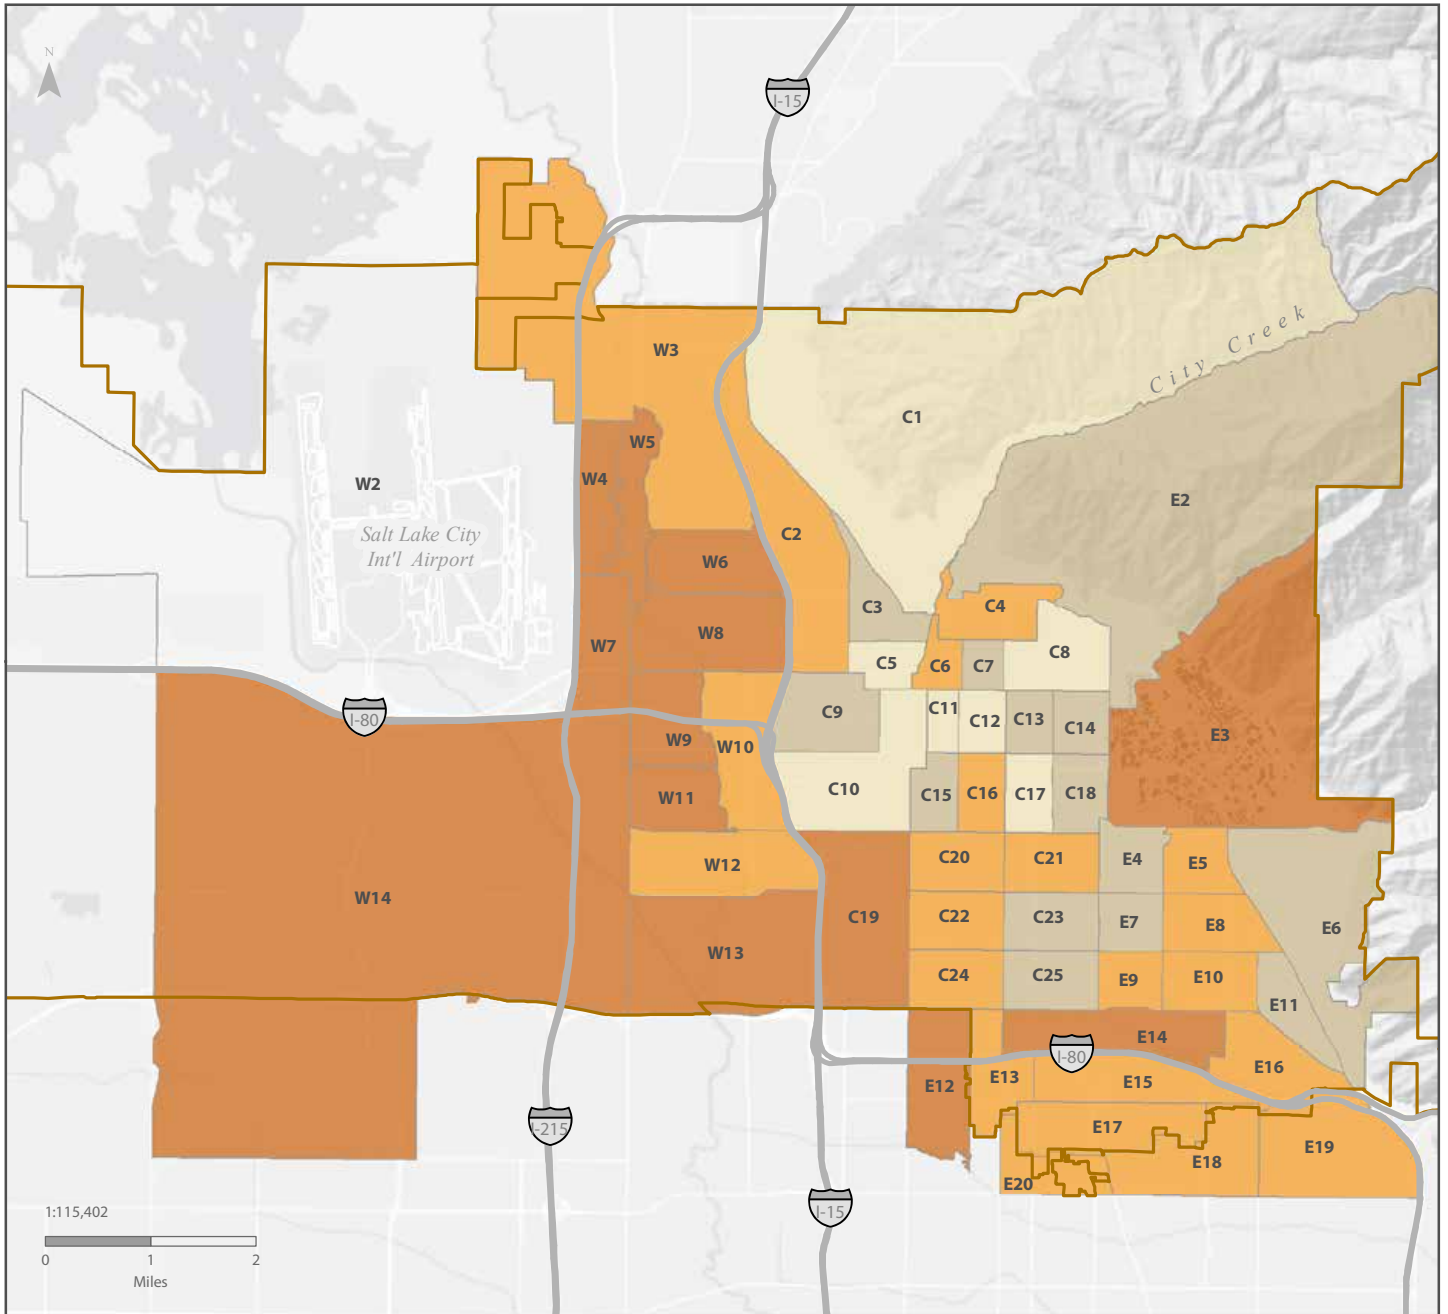 N
I-15
W3
City Creek
C1
W5
W4
W2
E2
Salt Lake City
Int'l Airport
C2
W6
C3
C4
W8
W7
C5
C6
C7
C8
I-80
C9
C11
C12
C13
C14
E3
W9
W10
C10
W11
C15
C16
C17
C18
W12
C20
C21
E4
E5
W14
C19
C22
C23
E7
E8
E6
W13
C24
C25
E9
E10
E11
E14
I-80
E12
E13
E15
E16
I-215
E17
E18
E19
E20
I-15
1:115,402
0 1 2
Miles